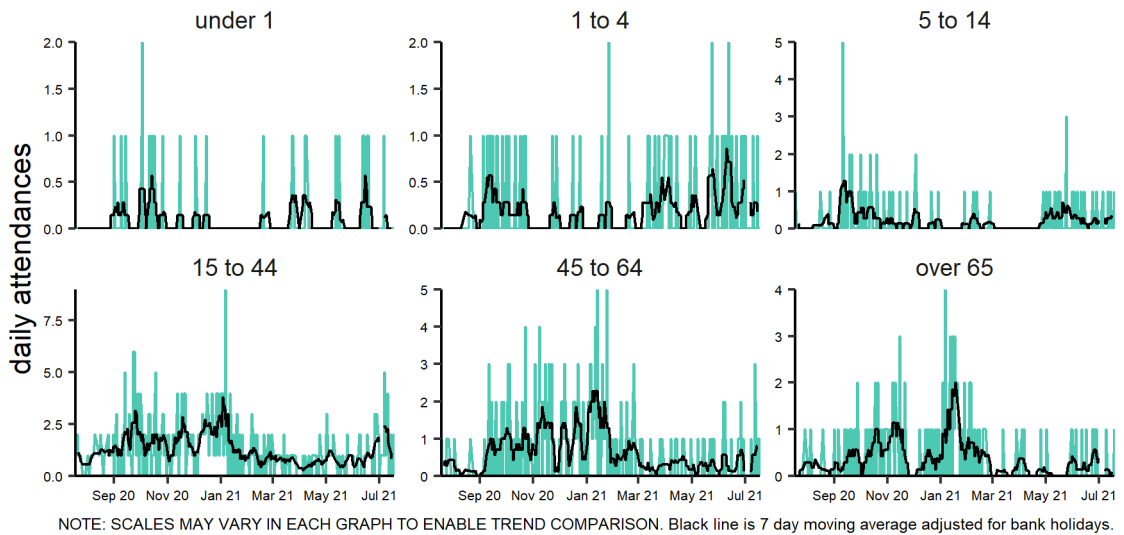 under 1
1 to 4
5 to 14
2.0
1.5
1.0
0.5
0.0
2.0
1.5
1.0
0.5
0.0
5
4
3
2
1
0
daily attendances
15 to 44
45 to 64
over 65
7.5
5.0
2.5
0.0
5
4
3
2
1
0
4
3
2
1
0
Sep 20 Nov 20 Jan 21 Mar 21 May 21 Jul 21
Sep 20 Nov 20 Jan 21 Mar 21 May 21 Jul 21
Sep 20 Nov 20 Jan 21 Mar 21 May 21 Jul 21
NOTE: SCALES MAY VARY IN EACH GRAPH TO ENABLE TREND COMPARISON. Black line is 7 day moving average adjusted for bank holidays.